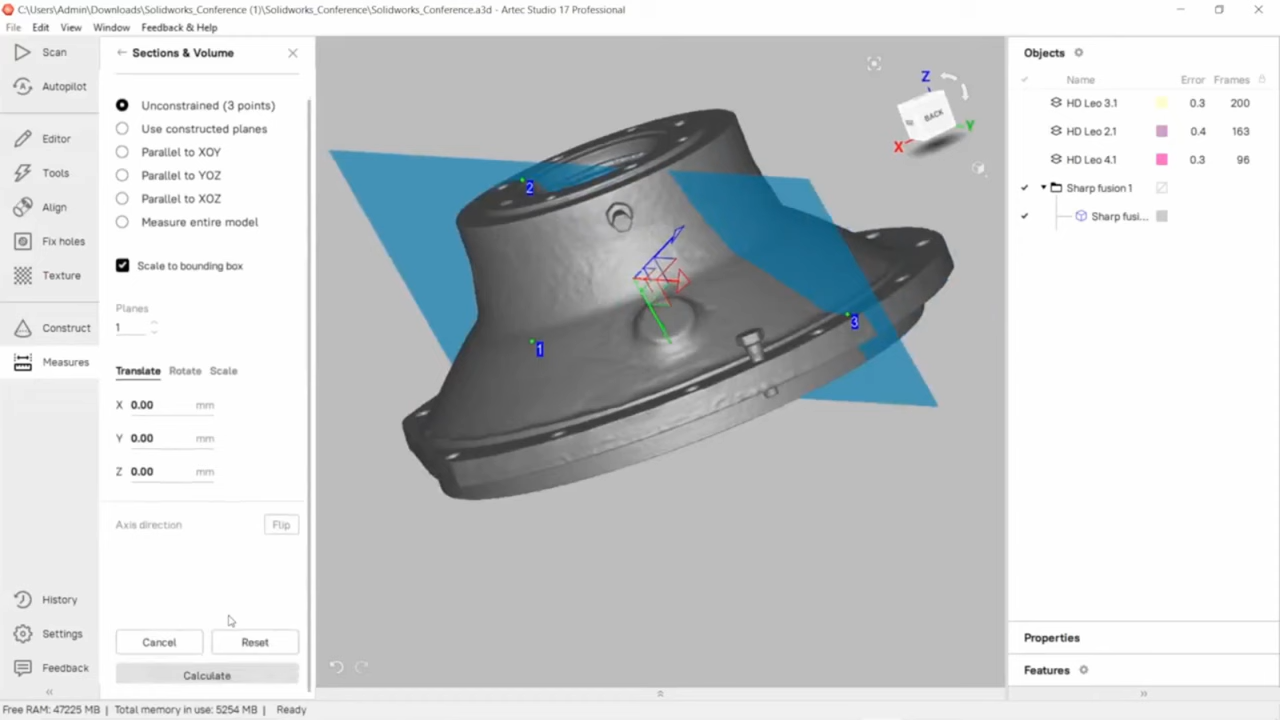 C:\Users\Admin\Downloads\Solidworks_Conference (1)\Solidworks_Conference\Solidworks_Conference.a3d - Artec Studio 17 Professional
File Edit View Window Feedback & Help
Scan
Autopilot
Editor
Tools
Align
Fix holes
Texture
Construct
Measures
History
Settings
Feedback
Sections & Volume
Unconstrained (3 points)
Use constructed planes
Parallel to XOY
Parallel to YOZ
Parallel to XOZ
Measure entire model
Scale to bounding box
Planes
1
Translate Rotate Scale
X 0.00 mm
Y 0.00 mm
Z 0.00 mm
Axis direction Flip
Cancel Reset
Calculate
2
1
3
Z
BACK
Y
X
Objects
Name Error Frames
HD Leo 3.1 0.3 200
HD Leo 2.1 0.4 163
HD Leo 4.1 0.3 96
Sharp fusion 1
Sharp fusi...
Properties
Features
Free RAM: 47225 MB | Total memory in use: 5254 MB | Ready